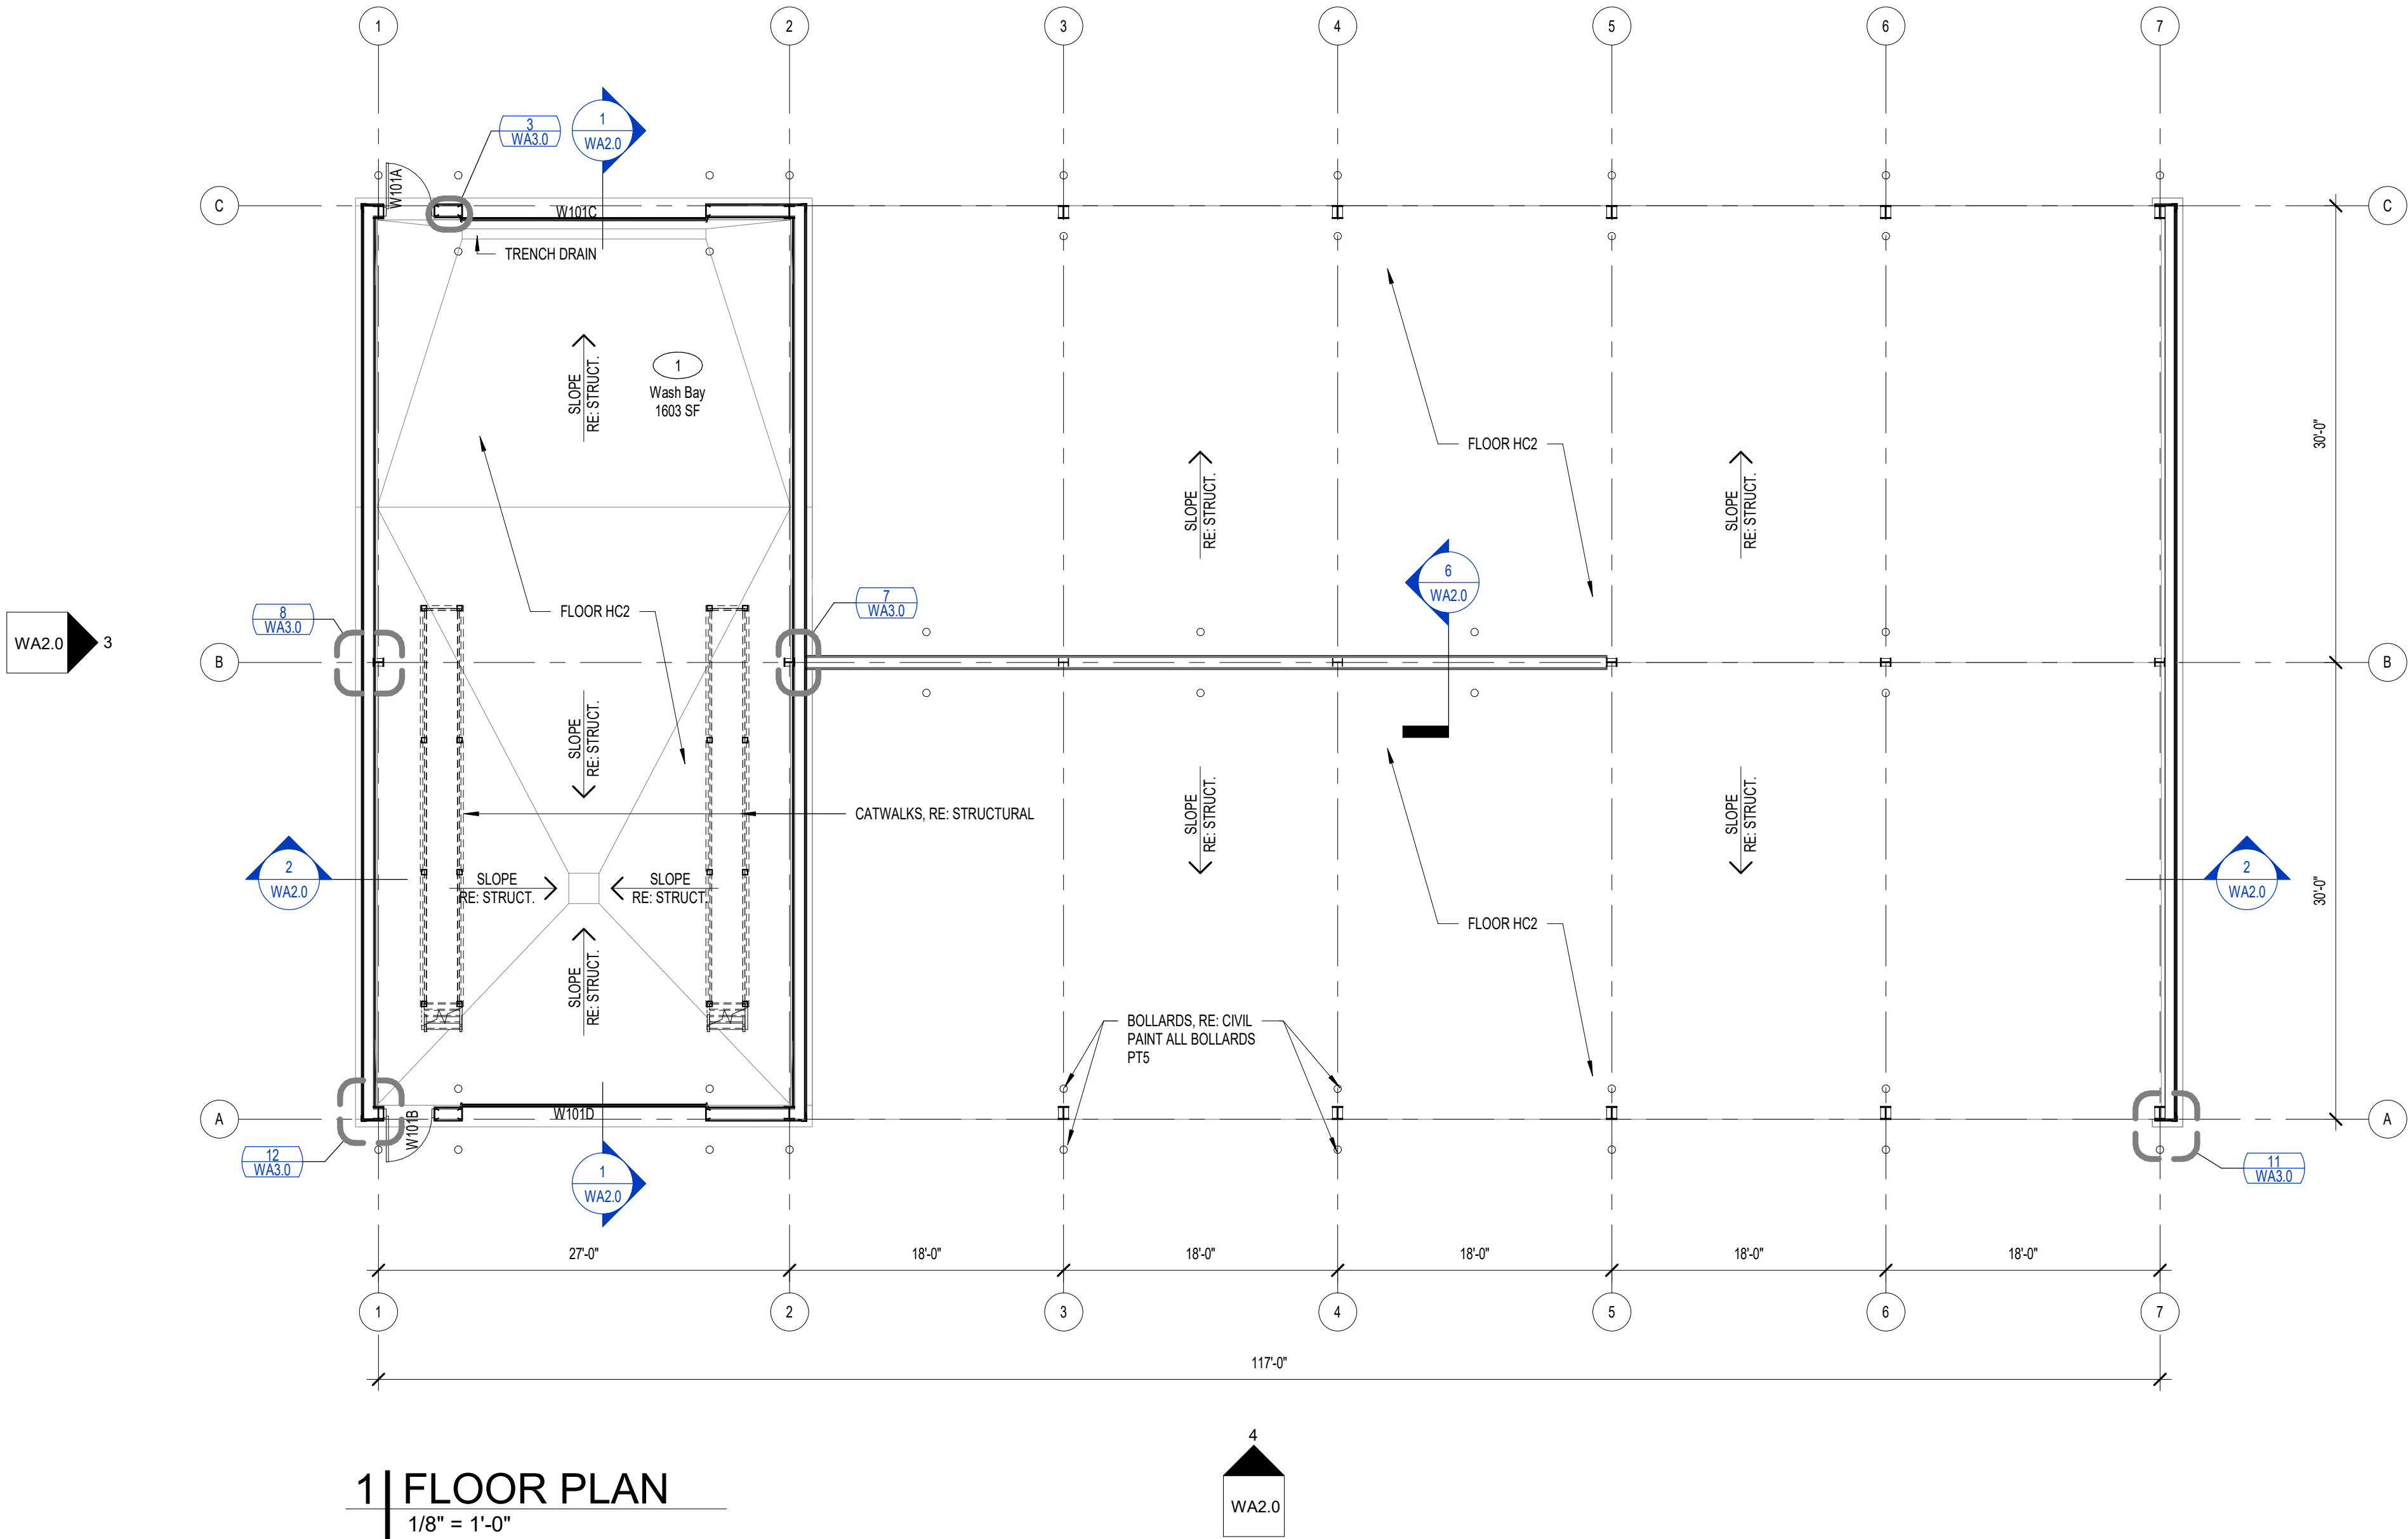 1
2
3
4
5
6
7
3
WA3.0
1
WA2.0
W101A
C
W101C
C
TRENCH DRAIN
SLOPE
RE: STRUCT.
1
Wash Bay
1603 SF
30'-0"
FLOOR HC2
SLOPE
RE: STRUCT.
SLOPE
RE: STRUCT.
6
WA2.0
7
WA3.0
8
WA3.0
FLOOR HC2
WA2.0
3
B
B
SLOPE
RE: STRUCT.
SLOPE
RE: STRUCT.
SLOPE
RE: STRUCT.
CATWALKS, RE: STRUCTURAL
2
WA2.0
SLOPE
RE: STRUCT.
SLOPE
RE: STRUCT.
2
WA2.0
30'-0"
FLOOR HC2
SLOPE
RE: STRUCT.
BOLLARDS, RE: CIVIL
PAINT ALL BOLLARDS
PT5
A
W101B
W101D
A
12
WA3.0
1
WA2.0
11
WA3.0
27'-0"
18'-0"
18'-0"
18'-0"
18'-0"
18'-0"
1
2
3
4
5
6
7
117'-0"
4
WA2.0
1 FLOOR PLAN
1/8" = 1'-0"